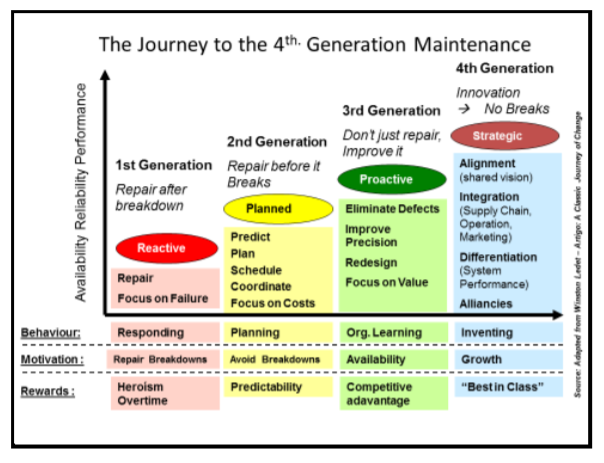 The Journey to the 4th. Generation Maintenance
Availability Reliability Performance
1st Generation
Repair after
breakdown
Reactive
Repair
Focus on Failure
2nd Generation
Repair before it
Breaks
Planned
Predict
Plan
Schedule
Coordinate
Focus on Costs
3rd Generation
Don't just repair,
Improve it
Proactive
Eliminate Defects
Improve
Precision
Redesign
Focus on Value
4th Generation
Innovation
→ No Breaks
Strategic
Alignment
(shared vision)
Integration
(Supply Chain,
Operation,
Marketing)
Differentiation
(System
Performance)
Alliancies
Behaviour: Responding Planning Org. Learning Inventing
Motivation: Repair Breakdowns Avoid Breakdowns Availability Growth
Rewards: Heroism Predictability Competitive "Best in Class"
Overtime adavantage
Source: Adapted from Winston Ledet – Artigo: A Classic Journey of Change